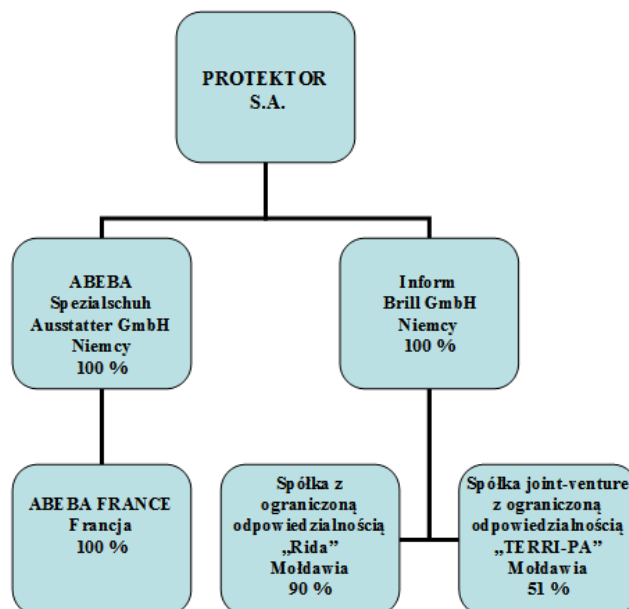 PROTEKTOR
S.A.
ABEBA
Spezialschuh
Ausstatter GmbH
Niemcy
100 %
Inform
Brill GmbH
Niemcy
100 %
ABEBA FRANCE
Francja
100 %
Spółka z
ograniczoną
odpowiedzialnością
„Rida”
Mołdawia
90 %
Spółka joint-venture
z ograniczoną
odpowiedzialnością
„TERRI-PA”
Mołdawia
51 %